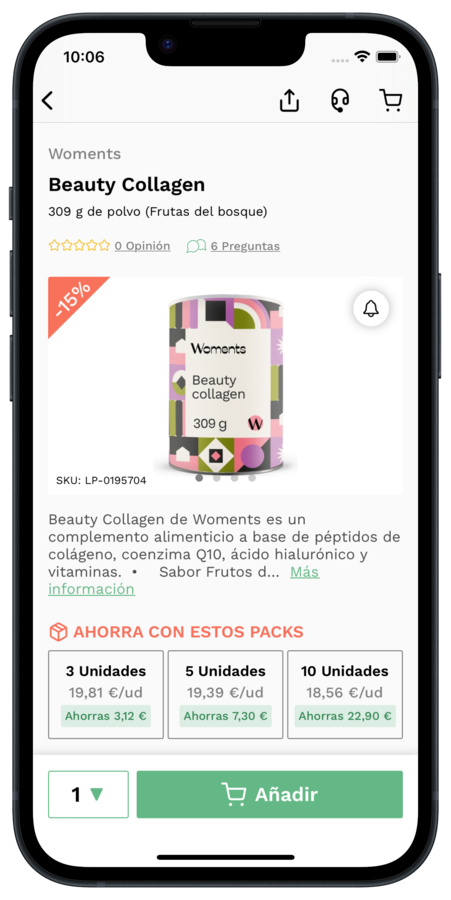 10:06
Woments
Beauty Collagen
309 g de polvo (Frutas del bosque)
0 Opinión 6 Preguntas
-15%
Woments
Beauty
collagen
309 g W
SKU: LP-0195704
Beauty Collagen de Woments es un
complemento alimenticio a base de péptidos de
colágeno, coenzima Q10, ácido hialurónico y
vitaminas. • Sabor Frutos d... Más
información
AHORRA CON ESTOS PACKS
3 Unidades 5 Unidades 10 Unidades
19,81 €/ud 19,39 €/ud 18,56 €/ud
Ahorras 3,12 € Ahorras 7,30 € Ahorras 22,90 €
1 ▼ Añadir